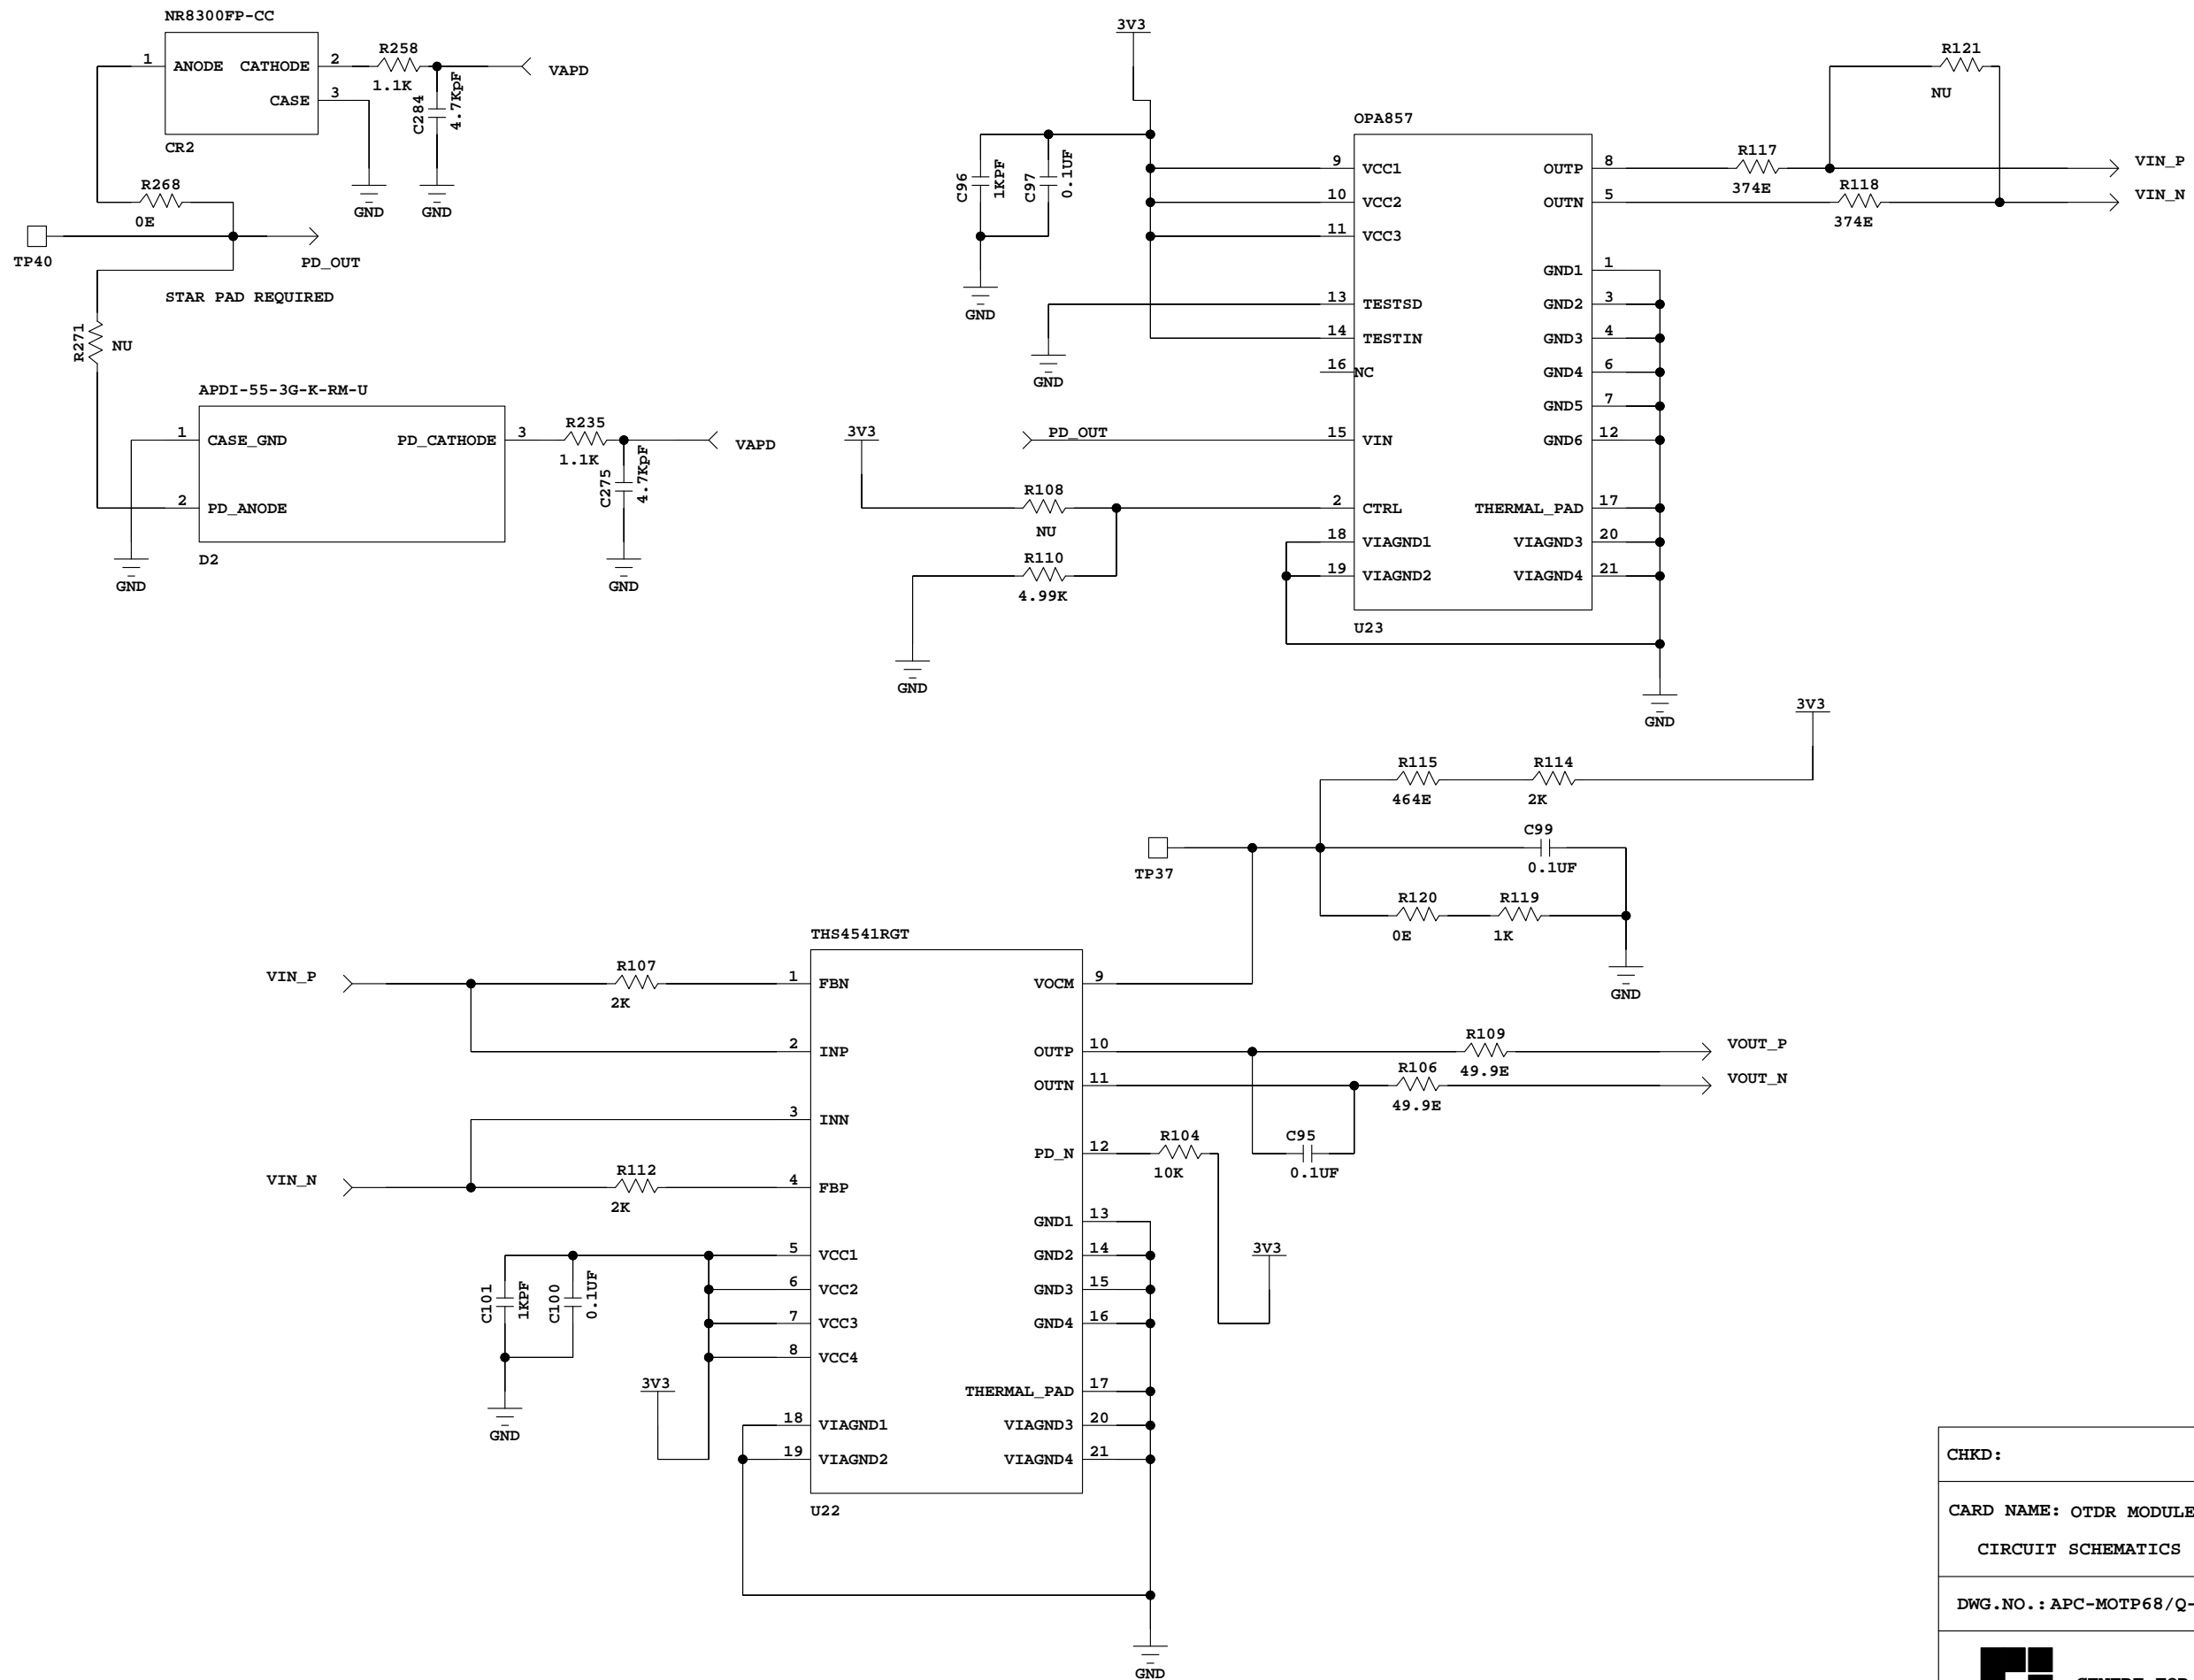 NR8300FP-CC
1 ANODE CATHODE 2
CASE 3
CR2
R258
1.1K
C284
4.7KpF
VAPD
GND
GND
R268
0E
TP40
PD_OUT
STAR PAD REQUIRED
R271
NU
APDI-55-3G-K-RM-U
1 CASE_GND PD_CATHODE 3
2 PD_ANODE
D2
GND
R235
1.1K
C275
4.7KpF
VAPD
GND
3V3
C96
1KPF
C97
0.1UF
GND
GND
OPA857
9 VCC1 OUTP 8
10 VCC2 OUTN 5
11 VCC3
GND1 1
13 TESTSD GND2 3
14 TESTIN GND3 4
16 NC GND4 6
GND5 7
15 VIN GND6 12
2 CTRL THERMAL_PAD 17
18 VIAGND1 VIAGND3 20
19 VIAGND2 VIAGND4 21
U23
PD_OUT
3V3
R108
NU
R110
4.99K
GND
GND
R121
NU
R117
374E
R118
374E
VIN_P
VIN_N
3V3
R115
464E
R114
2K
C99
0.1UF
TP37
R120
0E
R119
1K
GND
THS4541RGT
VIN_P
R107
2K
VIN_N
R112
2K
1 FBN VOCM 9
2 INP OUTP 10
OUTN 11
3 INN
PD_N 12
4 FBP
GND1 13
5 VCC1 GND2 14
6 VCC2 GND3 15
7 VCC3 GND4 16
8 VCC4
THERMAL_PAD 17
18 VIAGND1 VIAGND3 20
19 VIAGND2 VIAGND4 21
U22
C101
1KPF
C100
0.1UF
GND
3V3
R109
49.9E
R106
49.9E
VOUT_P
VOUT_N
R104
10K
C95
0.1UF
3V3
GND
CHKD:
CARD NAME: OTDR MODULE
CIRCUIT SCHEMATICS
DWG.NO.: APC-MOTP68/Q-